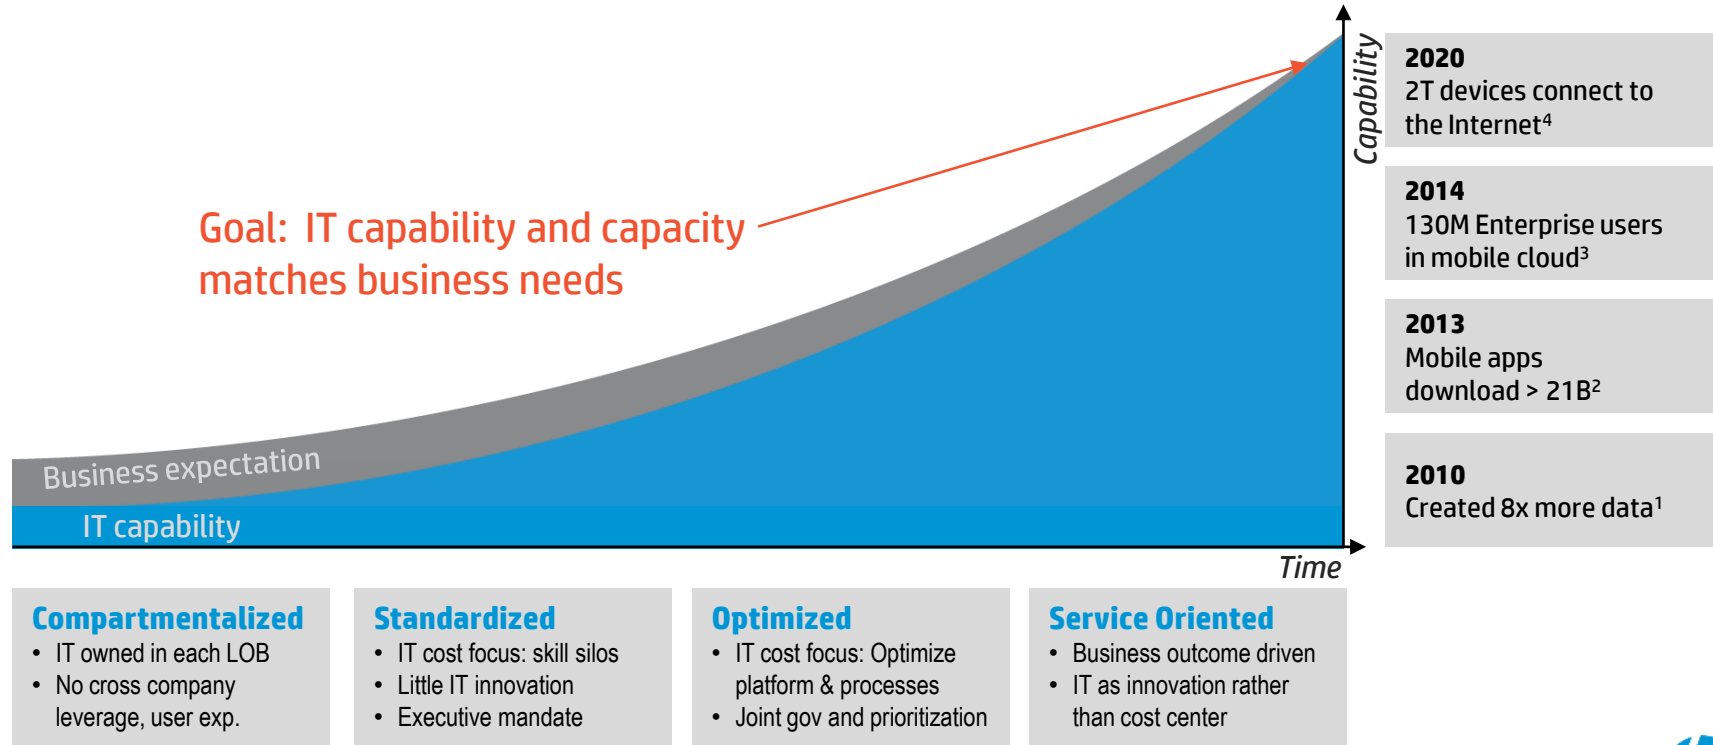 Capability
2020
2T devices connect to
the Internet⁴
2014
130M Enterprise users
in mobile cloud³
2013
Mobile apps
download > 21B²
2010
Created 8x more data¹
Goal: IT capability and capacity
matches business needs
Business expectation
IT capability
Time
Compartmentalized
• IT owned in each LOB
• No cross company
leverage, user exp.
Standardized
• IT cost focus: skill silos
• Little IT innovation
• Executive mandate
Optimized
• IT cost focus: Optimize
platform & processes
• Joint gov and prioritization
Service Oriented
• Business outcome driven
• IT as innovation rather
than cost center